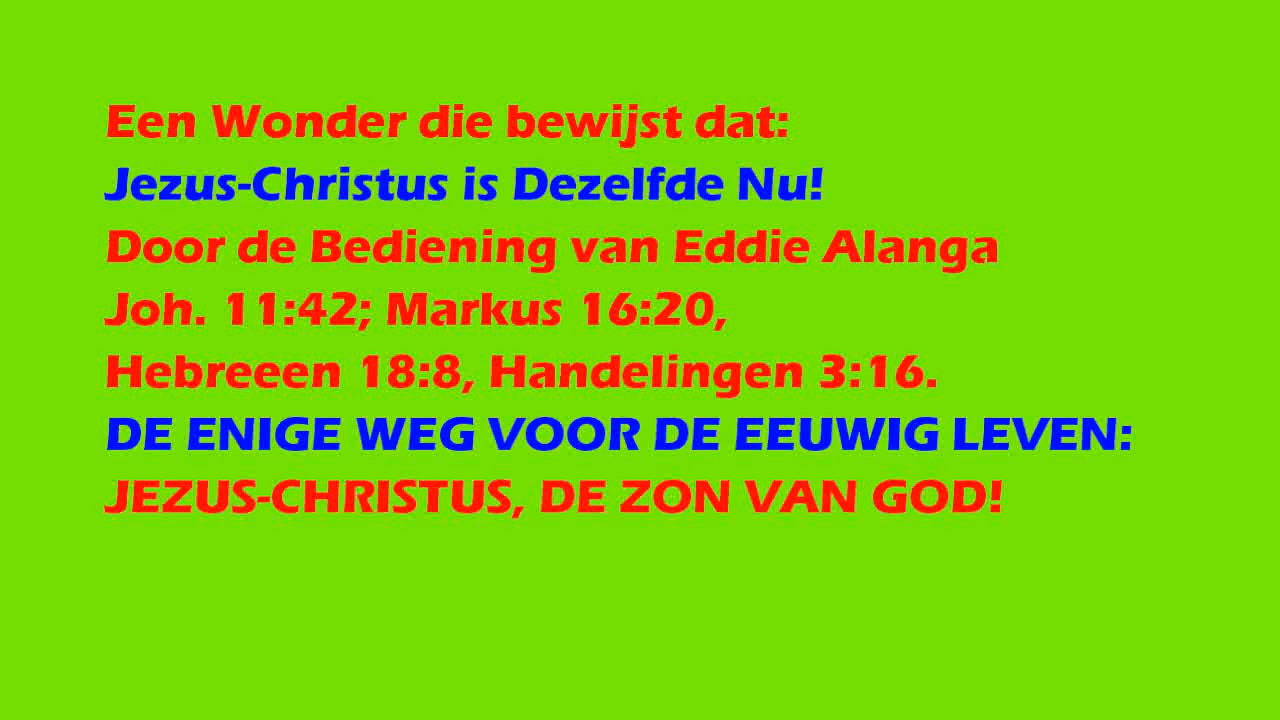 Een Wonder die bewijst dat:
Jezus-Christus is Dezelfde Nu!
Door de Bediening van Eddie Alanga
Joh. 11:42; Markus 16:20,
Hebreeen 18:8, Handelingen 3:16.
DE ENIGE WEG VOOR DE EEUWIG LEVEN:
JEZUS-CHRISTUS, DE ZON VAN GOD!